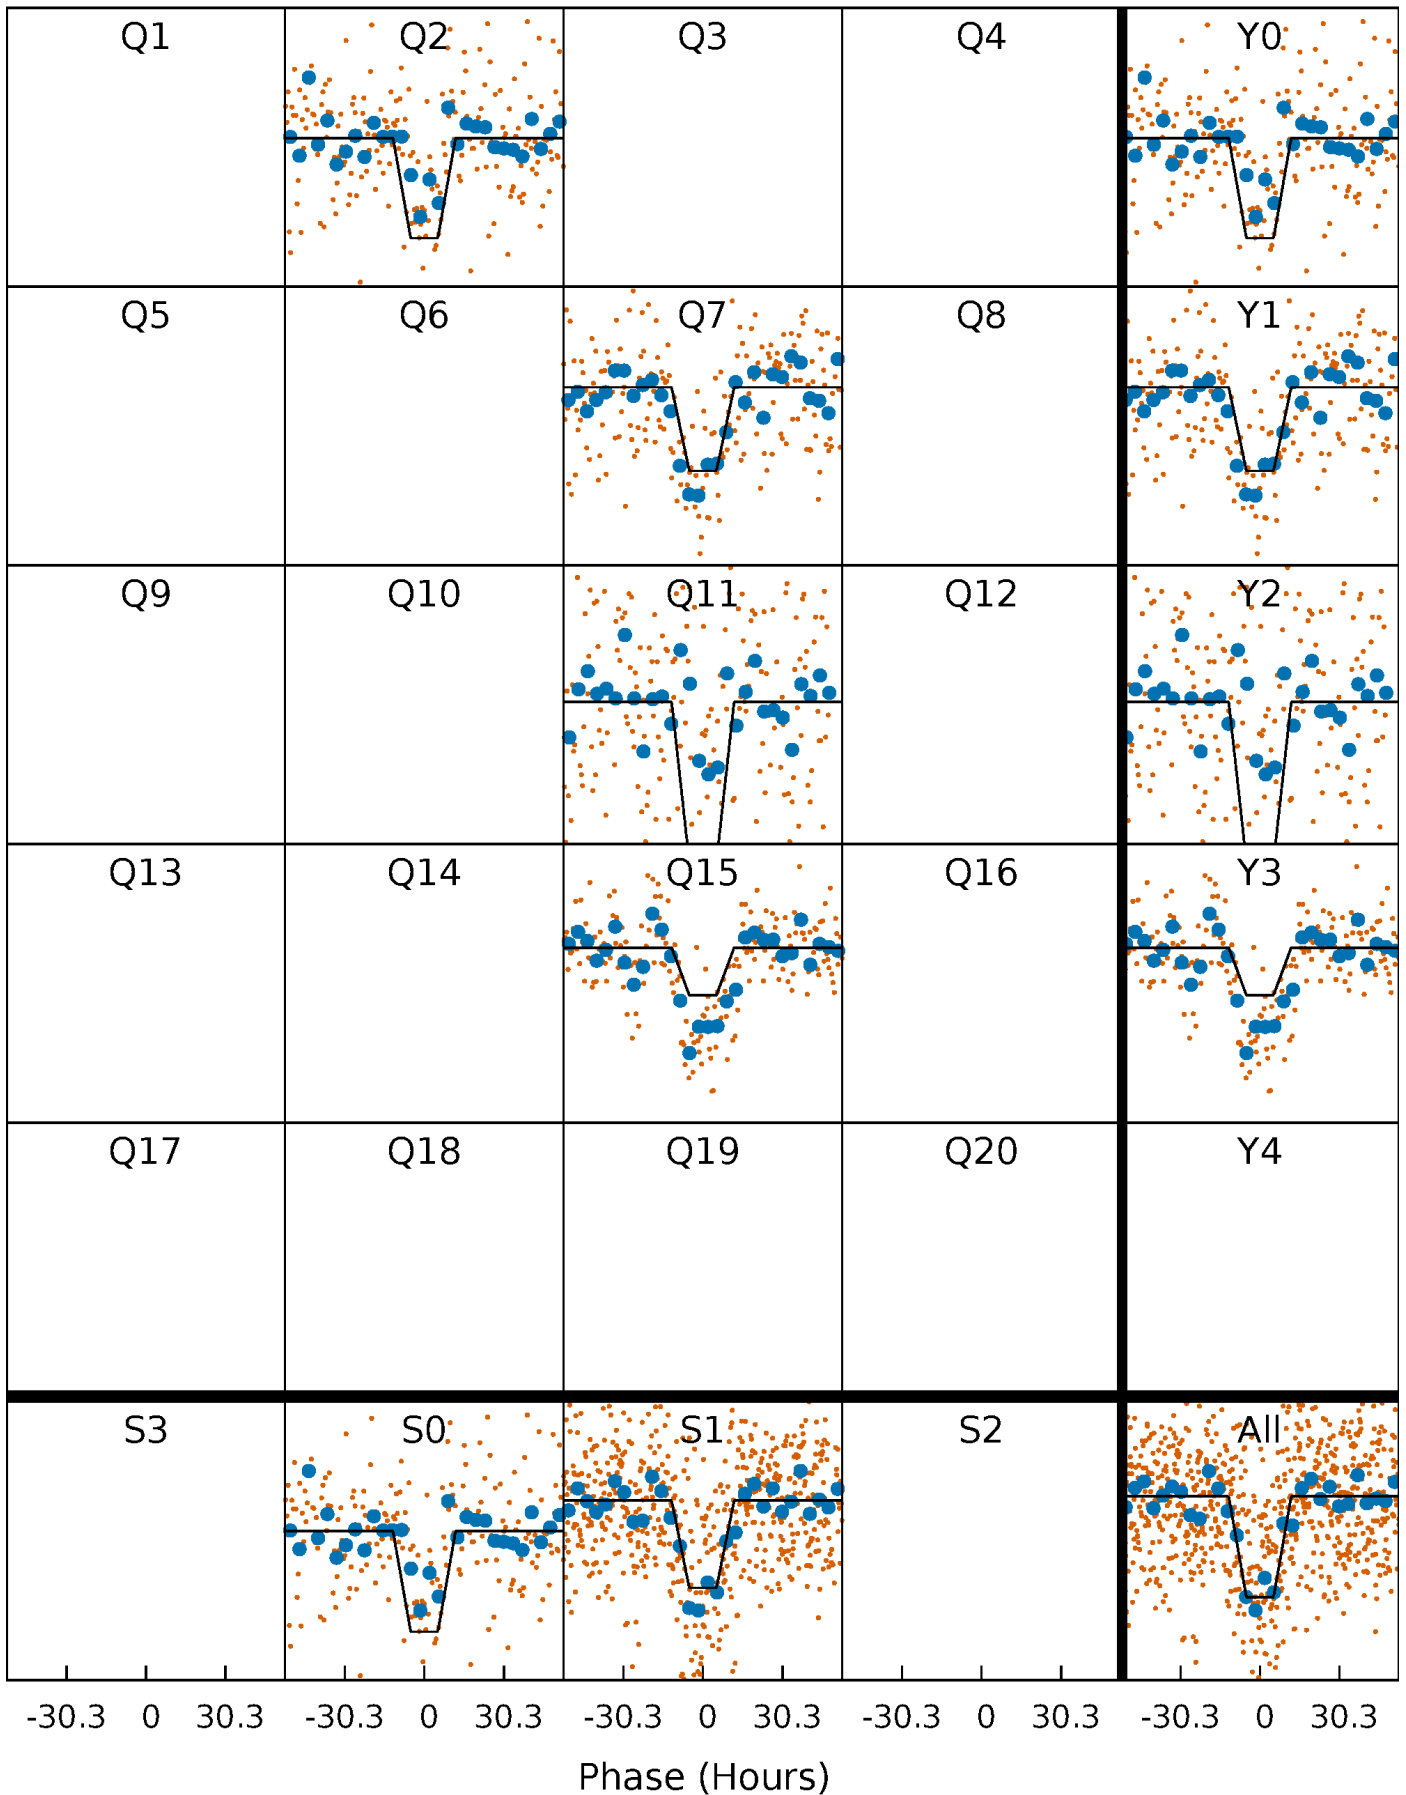 Q1 Q2 Q3 Q4 Y0
Q5 Q6 Q7 Q8 Y1
Q9 Q10 Q11 Q12 Y2
Q13 Q14 Q15 Q16 Y3
Q17 Q18 Q19 Q20 Y4
S3 S0 S1 S2 All
-30.3 0 30.3 -30.3 0 30.3 -30.3 0 30.3 -30.3 0 30.3 -30.3 0 30.3
Phase (Hours)